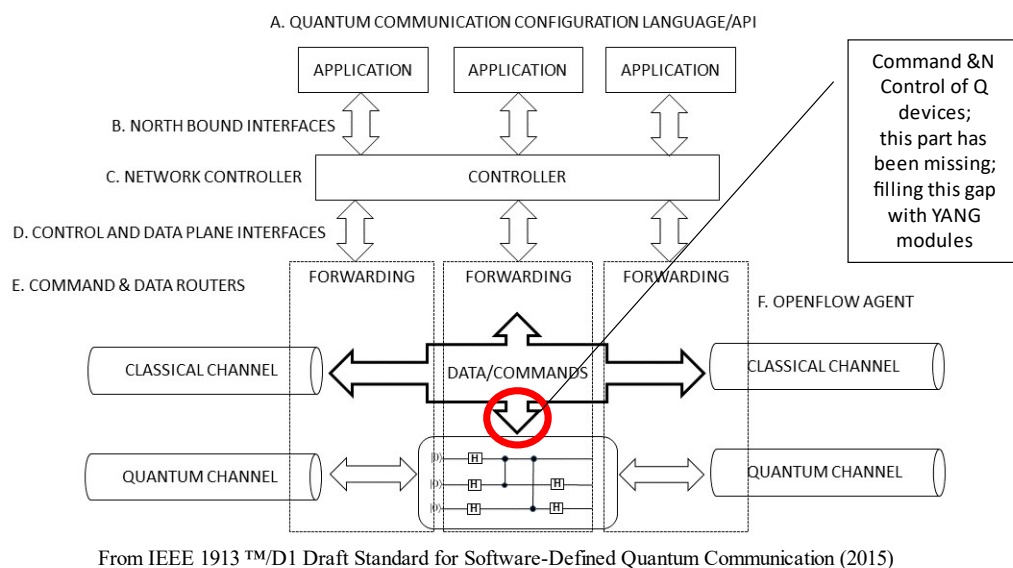 A. QUANTUM COMMUNICATION CONFIGURATION LANGUAGE/API
APPLICATION
APPLICATION
APPLICATION
Command &N
Control of Q
devices;
this part has
been missing;
filling this gap
with YANG
modules
B. NORTH BOUND INTERFACES
C. NETWORK CONTROLLER
CONTROLLER
D. CONTROL AND DATA PLANE INTERFACES
E. COMMAND & DATA ROUTERS
FORWARDING
FORWARDING
FORWARDING
F. OPENFLOW AGENT
CLASSICAL CHANNEL
DATA/COMMANDS
CLASSICAL CHANNEL
QUANTUM CHANNEL
|0⟩ H
|0⟩ H H
|0⟩ H H
QUANTUM CHANNEL
From IEEE 1913 ™/D1 Draft Standard for Software-Defined Quantum Communication (2015)